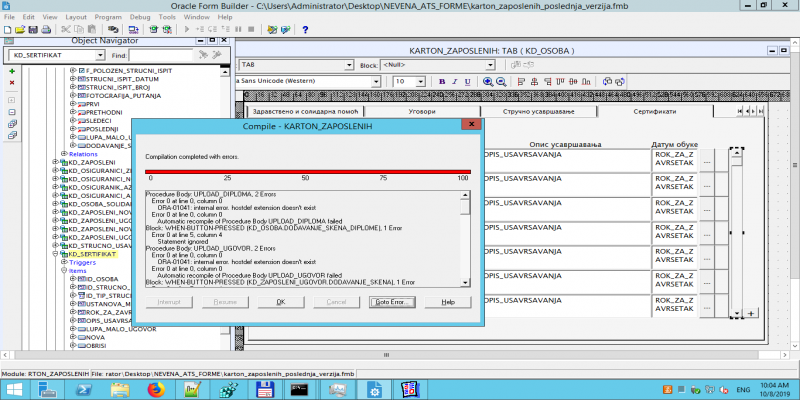 Oracle Form Builder - C:\Users\Administrator\Desktop\NEVENA_ATS_FORME\karton_zaposlenih_poslednja_verzija.fmb
File Edit View Layout Program Debug Tools Window Help
Object Navigator
KD_SERTIFIKAT Find:
F_POLOZEN_STRUCNI_ISPIT
STRUCNI_ISPIT_DATUM
STRUCNI_ISPIT_BROJ
FOTOGRAFIJA_PUTANJA
PRVI
PRETHODNI
SLEDECI
POSLEDNJI
LUPA_MALO_U
DODAVANJE_S
Relations
KD_ZAPOSLENI
KD_OSIGURANICI_ZE
KD_OSIGURANICI_N
KD_OSIGURANIK_AZ
KD_OSOBA_SOLIDAR
KD_ZAPOSLENI_NOV
KD_ZAPOSLENI_UGO
KD_ZAPOSLENI_NOV
KD_ZAPOSLENI_UGO
KD_STRUCNO_USAV
KD_SERTIFIKAT
Triggers
Items
ID_OSOBA
ID_STRUCNO_
ID_TIP_STRUCI
USTANOVA_M
ROK_ZA_ZAVR
OPIS_USAVRSA
LUPA_MALO_UGOVOR
NOVA
OBRISI
KARTON_ZAPOSLENIH: TAB ( KD_OSOBA )
TAB Block: <Null>
a Sans Unicode (Western) 10 B I U
Здравствено и солидарна помоћ Уговори Стручно усавршавање Сертификати
Опис усавршавања Датум обуке
OPIS_USAVRSAVANJA ROK_ZA_Z
AVRSETAK ...
OPIS_USAVRSAVANJA ROK_ZA_Z
AVRSETAK ...
OPIS_USAVRSAVANJA ROK_ZA_Z
AVRSETAK ...
OPIS_USAVRSAVANJA ROK_ZA_Z
AVRSETAK ...
OPIS_USAVRSAVANJA ROK_ZA_Z
AVRSETAK ...
OPIS_USAVRSAVANJA ROK_ZA_Z
AVRSETAK ...
+
Compile - KARTON_ZAPOSLENIH
Compilation completed with errors.
0 25 50 75 100
Procedure Body: UPLOAD_DIPLOMA, 2 Errors
Error 0 at line 0, column 0
ORA-01041: internal error. hostdef extension doesn't exist
Error 0 at line 0, column 0
Automatic recompile of Procedure Body UPLOAD_DIPLOMA failed
Block: WHEN-BUTTON-PRESSED (KD_OSOBA.DODAVANJE_SKENA_DIPLOME), 1 Error
Error 0 at line 5, column 4
Statement ignored
Procedure Body: UPLOAD_UGOVOR, 2 Errors
Error 0 at line 0, column 0
ORA-01041: internal error. hostdef extension doesn't exist
Error 0 at line 0, column 0
Automatic recompile of Procedure Body UPLOAD_UGOVOR failed
Block: WHEN-BUTTON-PRESSED (KD_ZAPOSLENI_UGOVOR.DODAVANJE_SKENA), 1 Error
Interrupt Resume OK Cancel Goto Error... Help
Module: RTON_ZAPOSLENIH File: rator\Desktop\NEVENA_ATS_FORME\karton_zaposlenih_poslednja_verzija.fmb
ENG
10:04 AM
10/8/2019